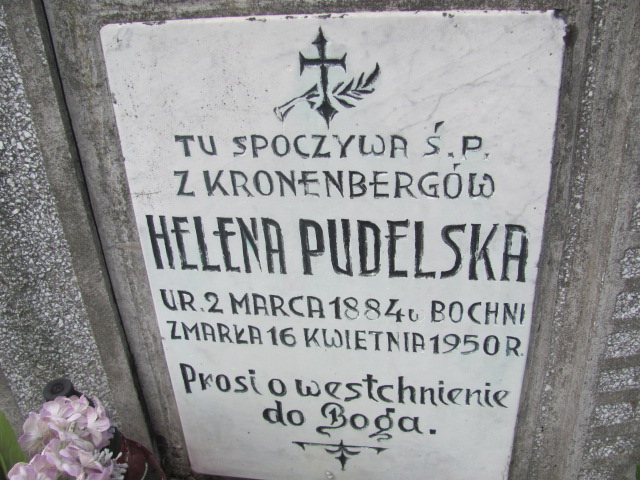 TU SPOCZYWA Ś.P.
Z KRONENBERGÓW
HELENA PUDELSKA
UR. 2 MARCA 1884 BOCHNI
ZMARŁA 16 KWIETNIA 1950 R.
Prosi o westchnienie
do Boga.